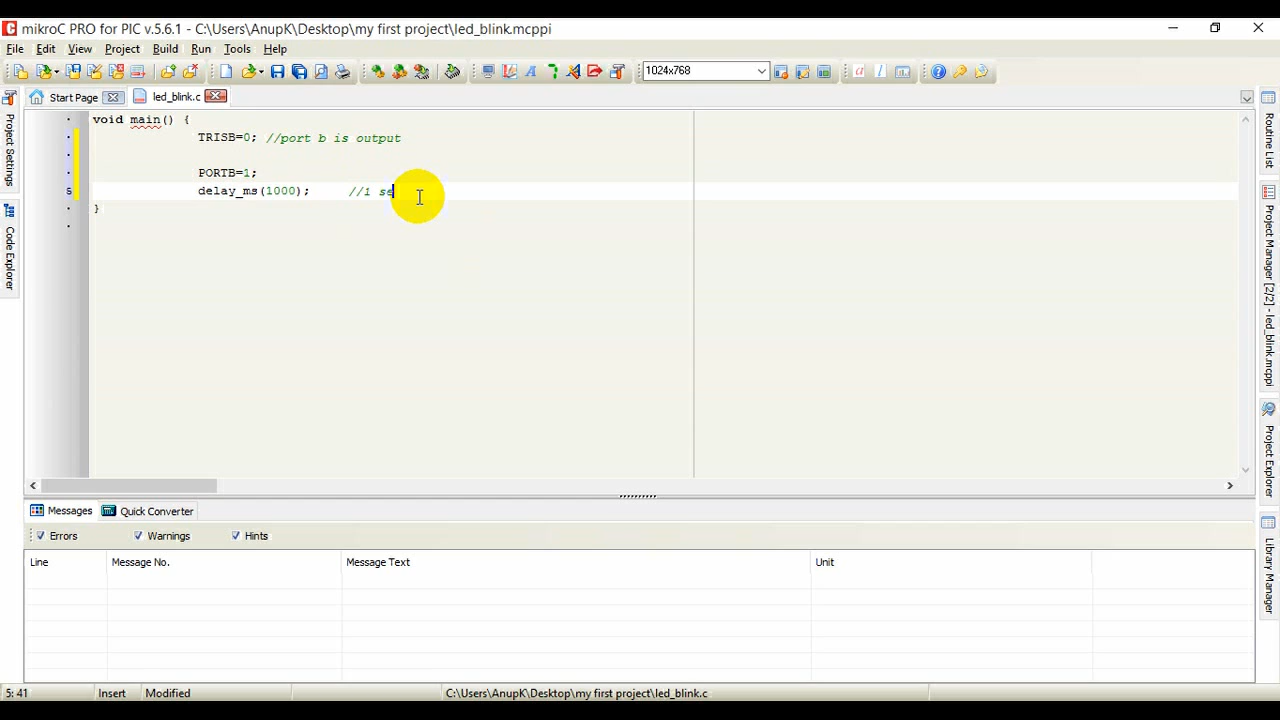 mikroC PRO for PIC v.5.6.1 - C:\Users\AnupK\Desktop\my first project\led_blink.mcppi
File Edit View Project Build Run Tools Help
1024x768
Start Page led_blink.c
void main() {
TRISB=0; //port b is output
PORTB=1;
5 delay_ms(1000); //1 se
}
Project Settings
Code Explorer
Routine List
Project Manager [2/2] - led_blink.mcppi
Project Explorer
Library Manager
Messages Quick Converter
Errors Warnings Hints
Line Message No. Message Text Unit
5: 41 Insert Modified C:\Users\AnupK\Desktop\my first project\led_blink.c